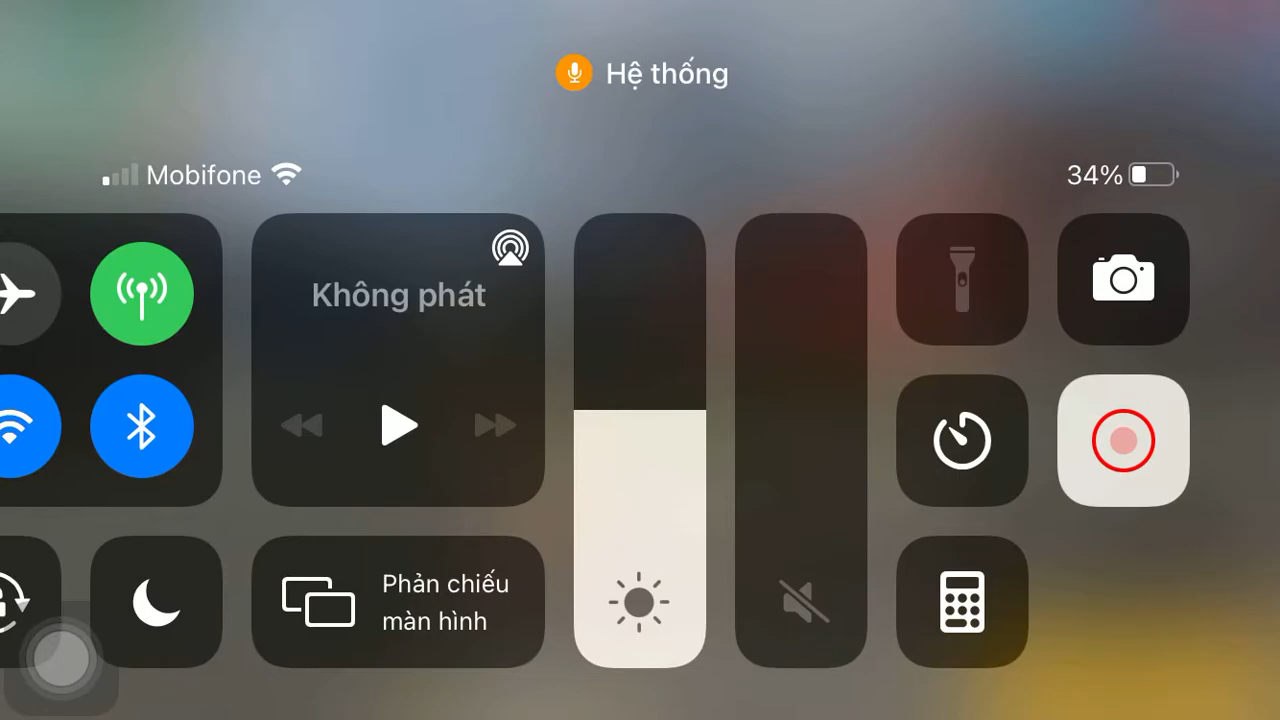 Hệ thống
Mobifone
34%
Không phát
Phản chiếu
màn hình